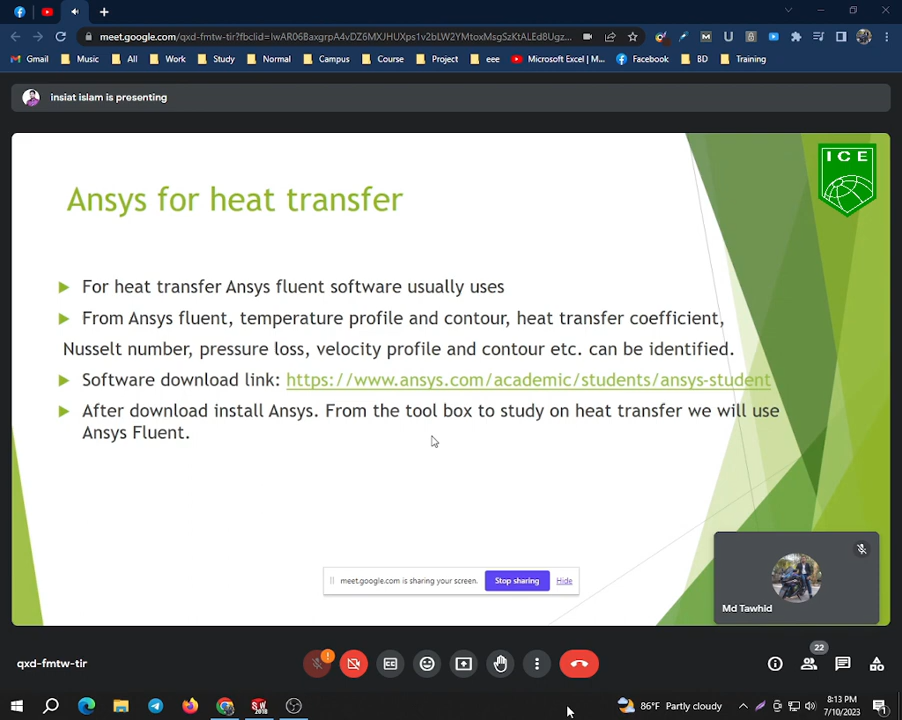 meet.google.com/qxd-fmtw-tir?fbclid=IwAR06BaxgrpA4vDZ6MXJHUXps1v2bLW2YMtoxMsgSzKtALEd8Ugz...
Gmail Music All Work Study Normal Campus Course Project eee Microsoft Excel | M... Facebook BD Training
insiat islam is presenting
ICE
Ansys for heat transfer
For heat transfer Ansys fluent software usually uses
From Ansys fluent, temperature profile and contour, heat transfer coefficient,
Nusselt number, pressure loss, velocity profile and contour etc. can be identified.
Software download link: https://www.ansys.com/academic/students/ansys-student
After download install Ansys. From the tool box to study on heat transfer we will use
Ansys Fluent.
meet.google.com is sharing your screen. Stop sharing Hide
Md Tawhid
qxd-fmtw-tir
22
86°F Partly cloudy
8:13 PM
7/10/2023